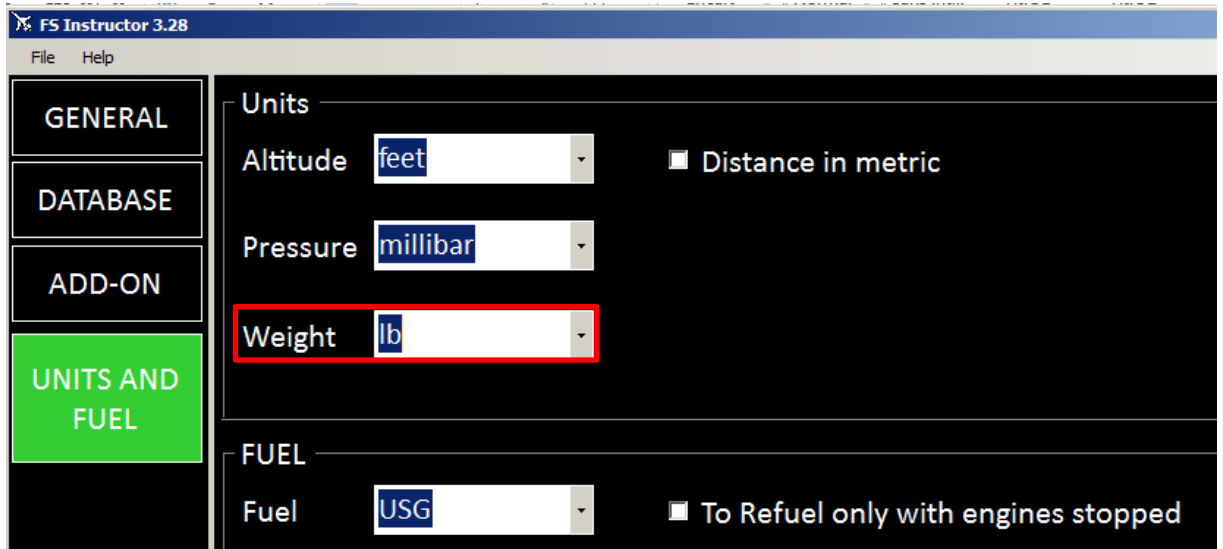 FS Instructor 3.28
File Help
GENERAL
DATABASE
ADD-ON
UNITS AND
FUEL
Units
Altitude feet Distance in metric
Pressure millibar
Weight lb
FUEL
Fuel USG To Refuel only with engines stopped